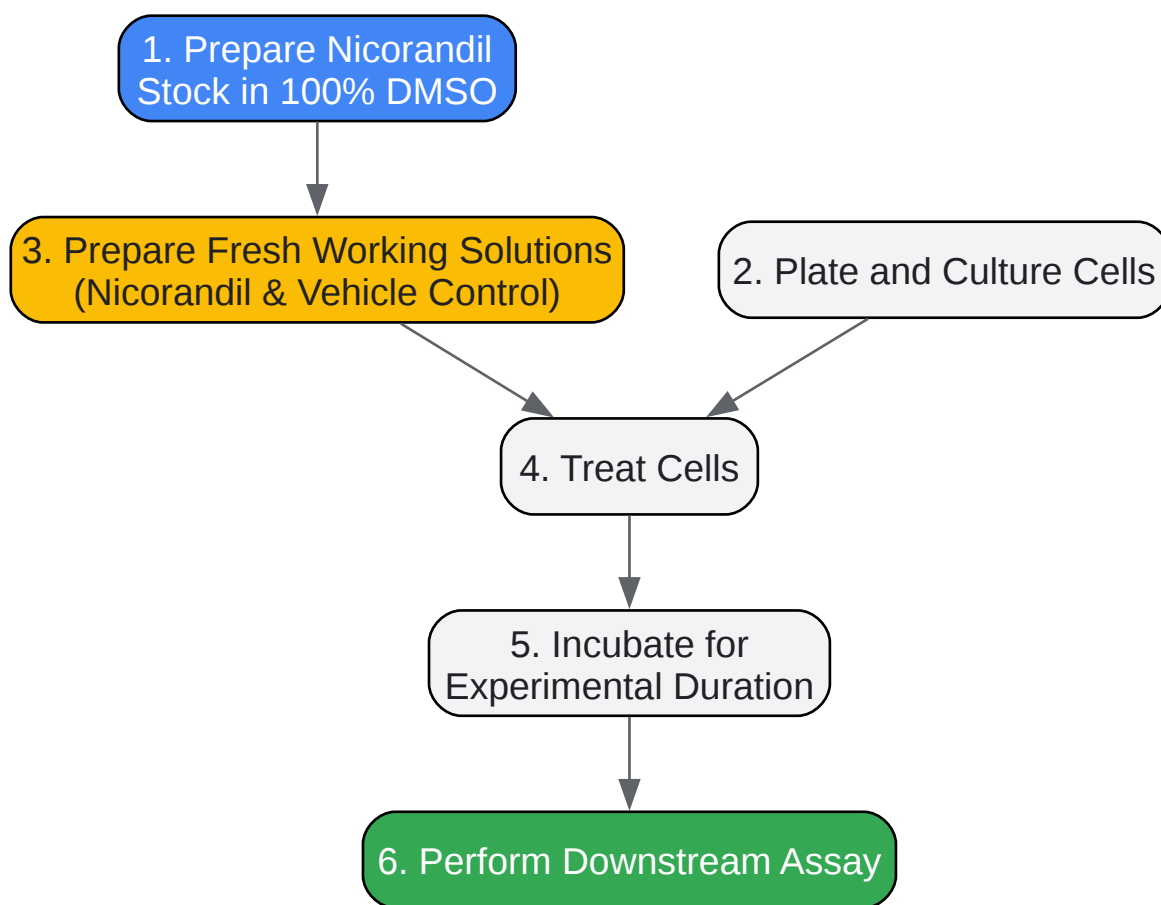 1. Prepare Nicorandil
Stock in 100% DMSO
3. Prepare Fresh Working Solutions
(Nicorandil & Vehicle Control)
2. Plate and Culture Cells
4. Treat Cells
5. Incubate for
Experimental Duration
6. Perform Downstream Assay